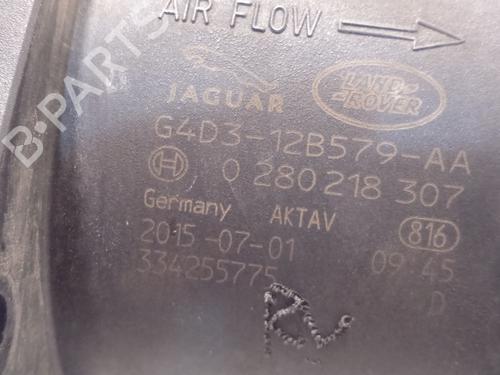 AIR FLOW
JAGUAR LAND ROVER
G4D3-12B579-AA
0 280 218 307
Germany AKTAV 816
2015-07-01 09:45
334255775 D
B-PARTS